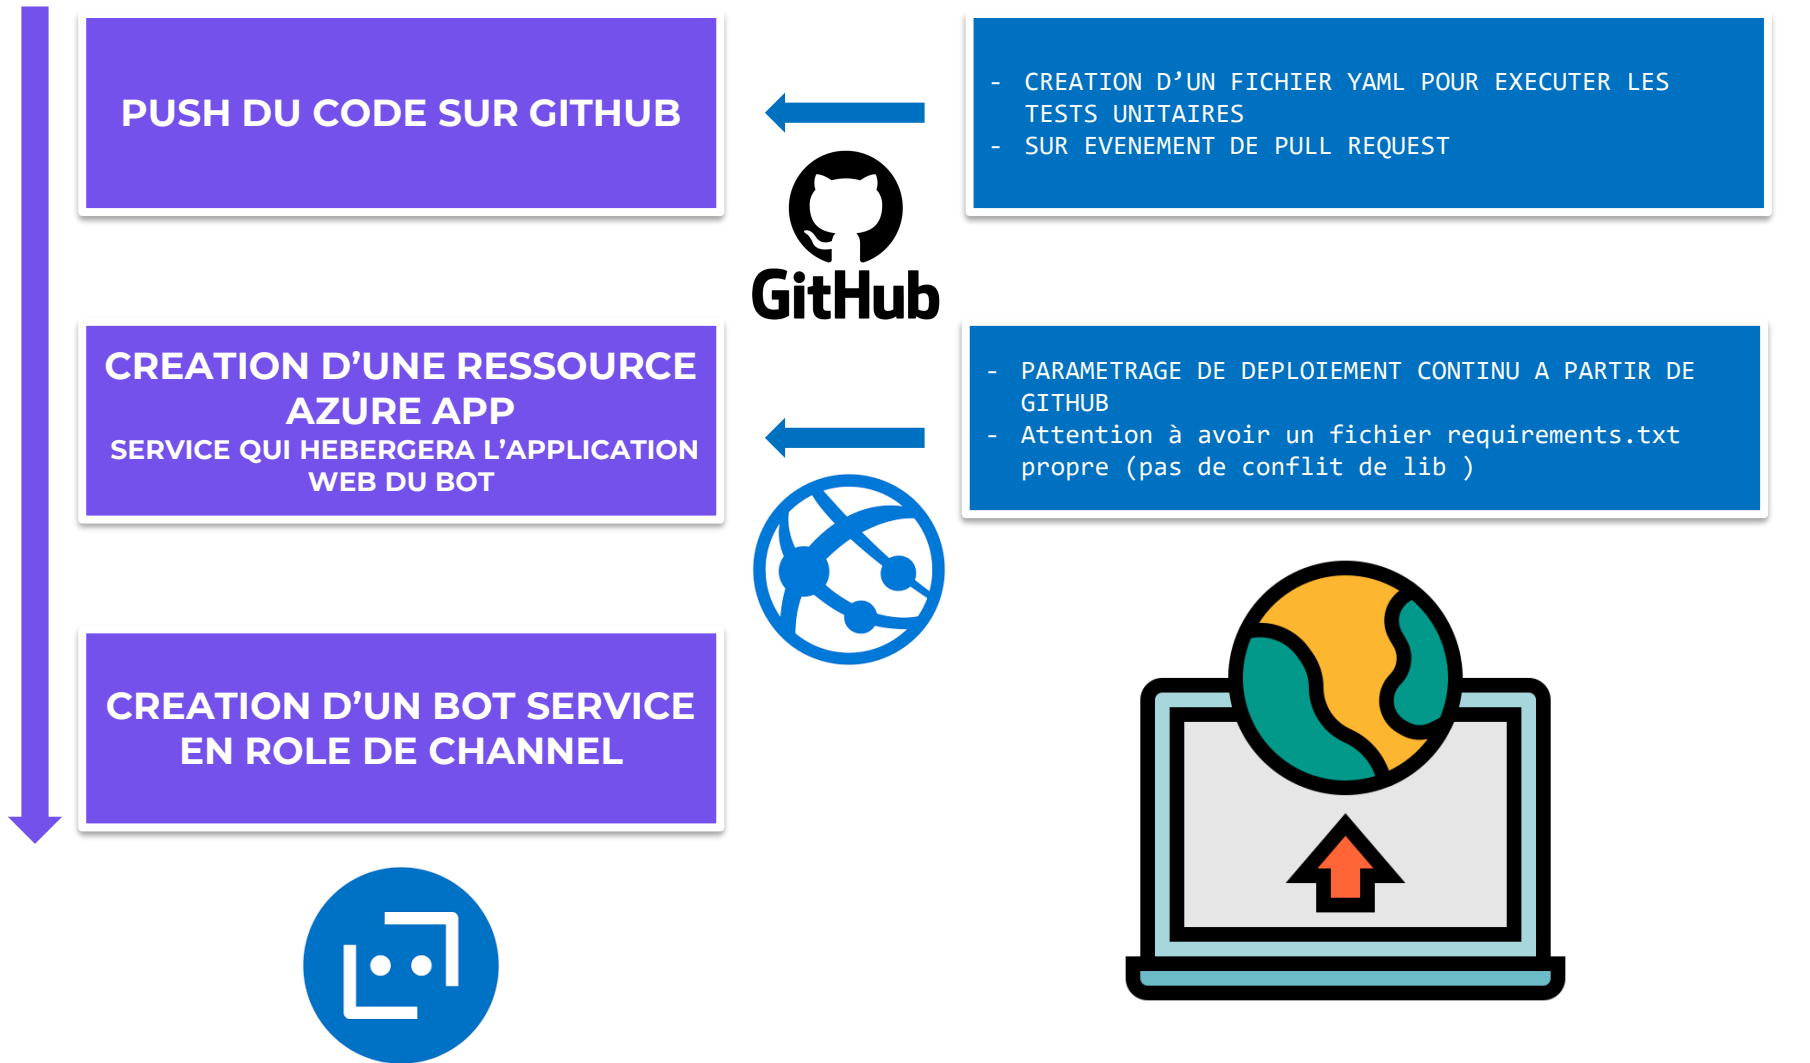 PUSH DU CODE SUR GITHUB
- CREATION D’UN FICHIER YAML POUR EXECUTER LES
TESTS UNITAIRES
- SUR EVENEMENT DE PULL REQUEST
GitHub
CREATION D’UNE RESSOURCE
AZURE APP
SERVICE QUI HEBERGERA L’APPLICATION
WEB DU BOT
- PARAMETRAGE DE DEPLOIEMENT CONTINU A PARTIR DE
GITHUB
- Attention à avoir un fichier requirements.txt
propre (pas de conflit de lib )
CREATION D’UN BOT SERVICE
EN ROLE DE CHANNEL